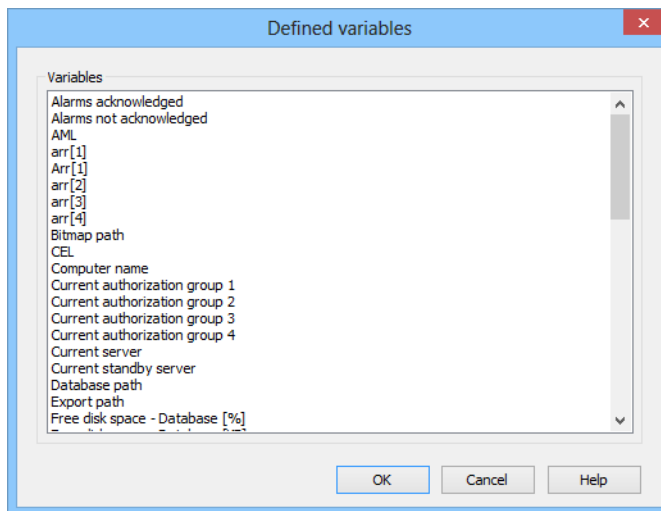 Defined variables
Variables
Alarms acknowledged
Alarms not acknowledged
AML
arr[1]
Arr[1]
arr[2]
arr[3]
arr[4]
Bitmap path
CEL
Computer name
Current authorization group 1
Current authorization group 2
Current authorization group 3
Current authorization group 4
Current server
Current standby server
Database path
Export path
Free disk space - Database [%]
OK
Cancel
Help